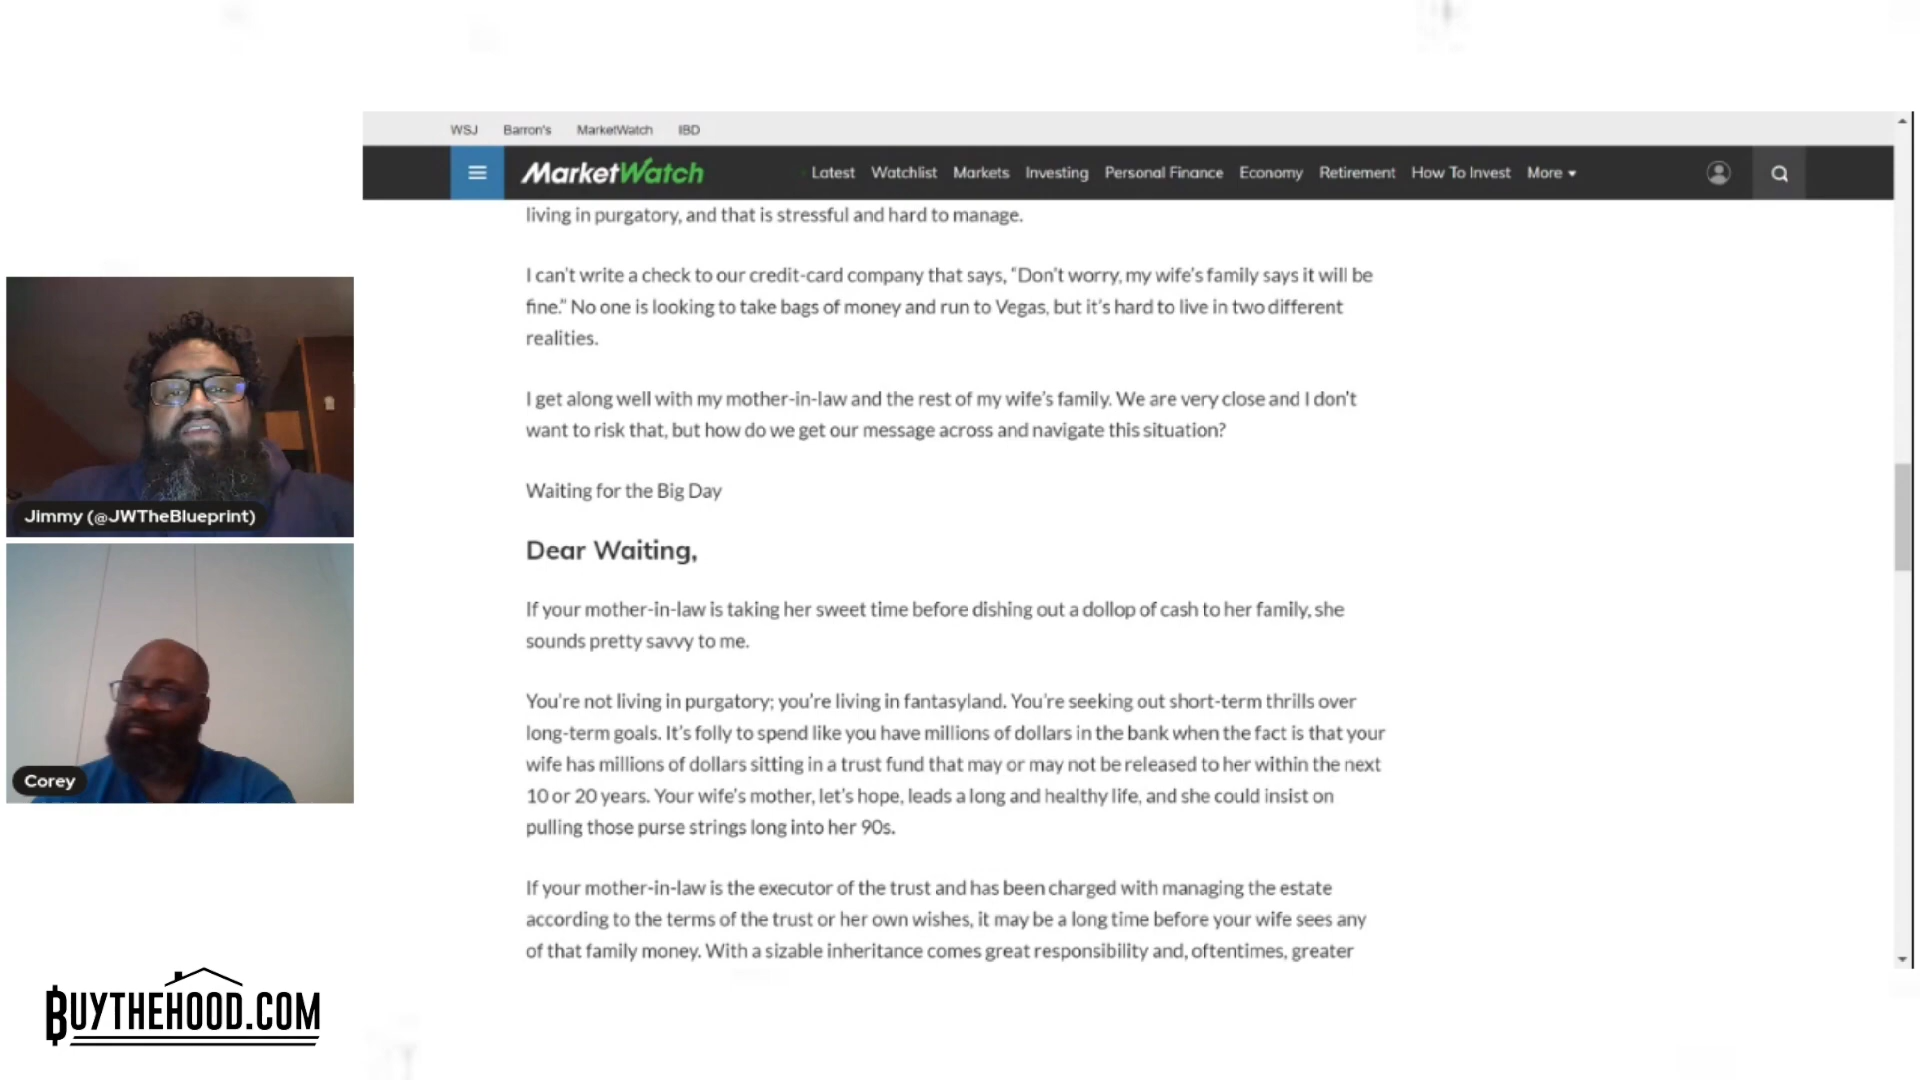 WSJ Barron's MarketWatch IBD
MarketWatch Latest Watchlist Markets Investing Personal Finance Economy Retirement How To Invest More
living in purgatory, and that is stressful and hard to manage.
I can't write a check to our credit-card company that says, “Don't worry, my wife's family says it will be
fine.” No one is looking to take bags of money and run to Vegas, but it's hard to live in two different
realities.
I get along well with my mother-in-law and the rest of my wife's family. We are very close and I don't
want to risk that, but how do we get our message across and navigate this situation?
Waiting for the Big Day
Dear Waiting,
If your mother-in-law is taking her sweet time before dishing out a dollop of cash to her family, she
sounds pretty savvy to me.
You're not living in purgatory; you're living in fantasyland. You're seeking out short-term thrills over
long-term goals. It's folly to spend like you have millions of dollars in the bank when the fact is that your
wife has millions of dollars sitting in a trust fund that may or may not be released to her within the next
10 or 20 years. Your wife's mother, let's hope, leads a long and healthy life, and she could insist on
pulling those purse strings long into her 90s.
If your mother-in-law is the executor of the trust and has been charged with managing the estate
according to the terms of the trust or her own wishes, it may be a long time before your wife sees any
of that family money. With a sizable inheritance comes great responsibility and, oftentimes, greater
Jimmy (@JWTheBlueprint)
Corey
BUYTHEHOOD.COM